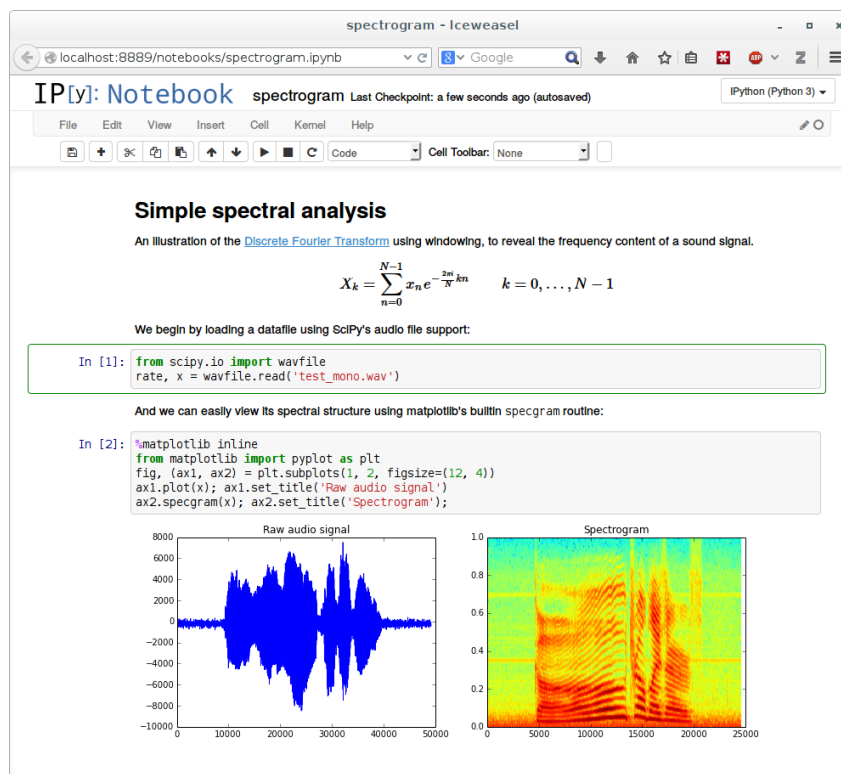 spectrogram - Iceweasel
localhost:8889/notebooks/spectrogram.ipynb
Google
IP[y]: Notebook spectrogram Last Checkpoint: a few seconds ago (autosaved)
IPython (Python 3)
File Edit View Insert Cell Kernel Help
Code Cell Toolbar: None
Simple spectral analysis
An illustration of the Discrete Fourier Transform using windowing, to reveal the frequency content of a sound signal.
X_k = \sum_{n=0}^{N-1} x_n e^{-\frac{2\pi i}{N} kn} k = 0, . . . , N − 1
We begin by loading a datafile using SciPy's audio file support:
In [1]: from scipy.io import wavfile
rate, x = wavfile.read('test_mono.wav')
And we can easily view its spectral structure using matplotlib's builtin specgram routine:
In [2]: %matplotlib inline
from matplotlib import pyplot as plt
fig, (ax1, ax2) = plt.subplots(1, 2, figsize=(12, 4))
ax1.plot(x); ax1.set_title('Raw audio signal')
ax2.specgram(x); ax2.set_title('Spectrogram');
Raw audio signal
8000
6000
4000
2000
0
−2000
−4000
−6000
−8000
−10000
0 10000 20000 30000 40000 50000
Spectrogram
1.0
0.8
0.6
0.4
0.2
0.0
0 5000 10000 15000 20000 25000